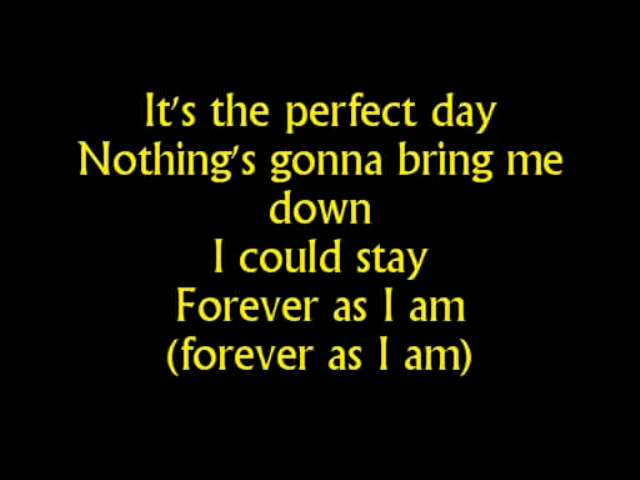 It's the perfect day
Nothing's gonna bring me
down
I could stay
Forever as I am
(forever as I am)